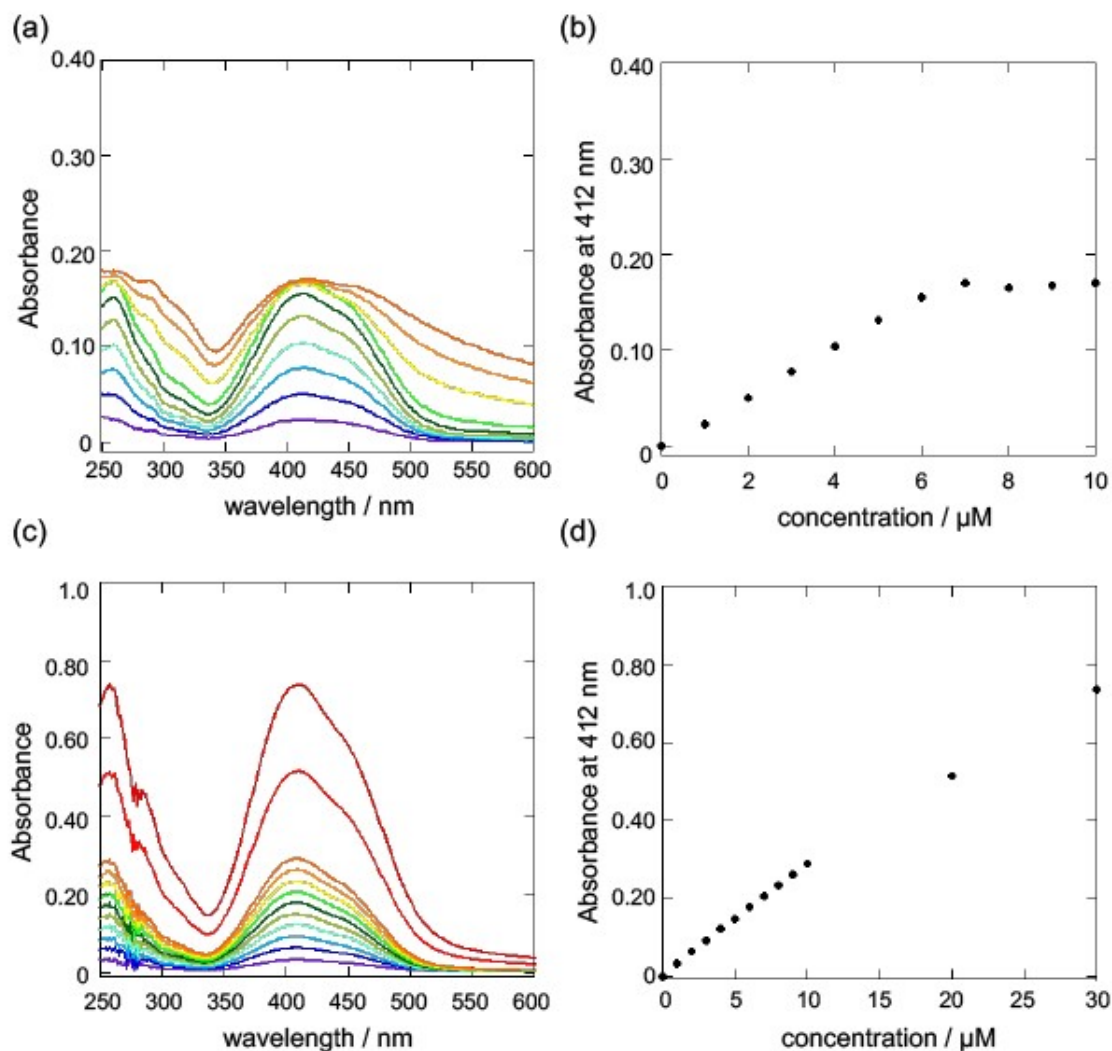 (a)
0.40
0.30
0.20
0.10
0
Absorbance
250 300 350 400 450 500 550 600
wavelength / nm
(b)
0.40
0.30
0.20
0.10
0
Absorbance at 412 nm
0 2 4 6 8 10
concentration / µM
(c)
1.0
0.80
0.60
0.40
0.20
0
Absorbance
250 300 350 400 450 500 550 600
wavelength / nm
(d)
1.0
0.80
0.60
0.40
0.20
0
Absorbance at 412 nm
0 5 10 15 20 25 30
concentration / µM